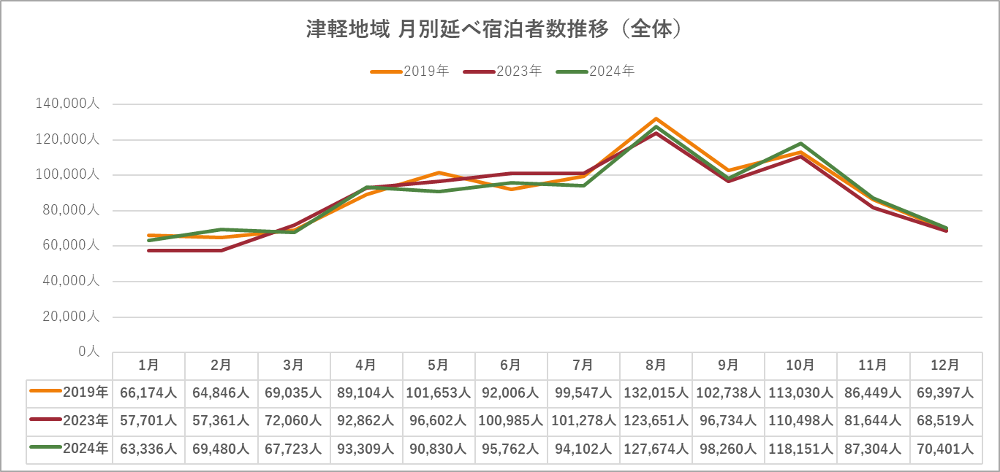 津軽地域 月別延べ宿泊者数推移（全体）
2019年 2023年 2024年
140,000人
120,000人
100,000人
80,000人
60,000人
40,000人
20,000人
0人
1月 2月 3月 4月 5月 6月 7月 8月 9月 10月 11月 12月
2019年 66,174人 64,846人 69,035人 89,104人 101,653人 92,006人 99,547人 132,015人 102,738人 113,030人 86,449人 69,397人
2023年 57,701人 57,361人 72,060人 92,862人 96,602人 100,985人 101,278人 123,651人 96,734人 110,498人 81,644人 68,519人
2024年 63,336人 69,480人 67,723人 93,309人 90,830人 95,762人 94,102人 127,674人 98,260人 118,151人 87,304人 70,401人